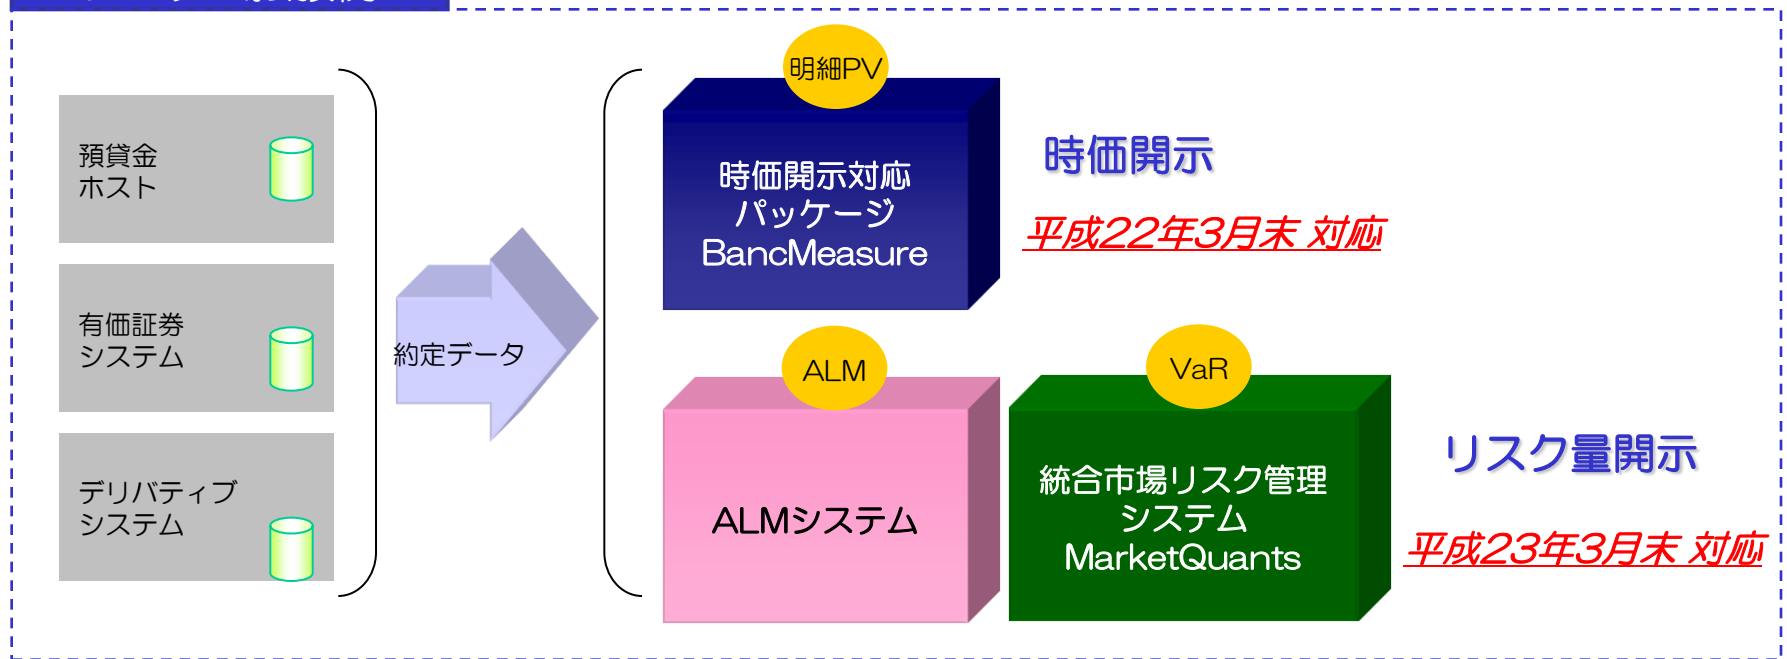 預貸金
ホスト
有価証券
システム
デリバティブ
システム
約定データ
明細PV
時価開示対応
パッケージ
BancMeasure
時価開示
平成22年3月末 対応
ALM
ALMシステム
VaR
統合市場リスク管理
システム
MarketQuants
リスク量開示
平成23年3月末 対応